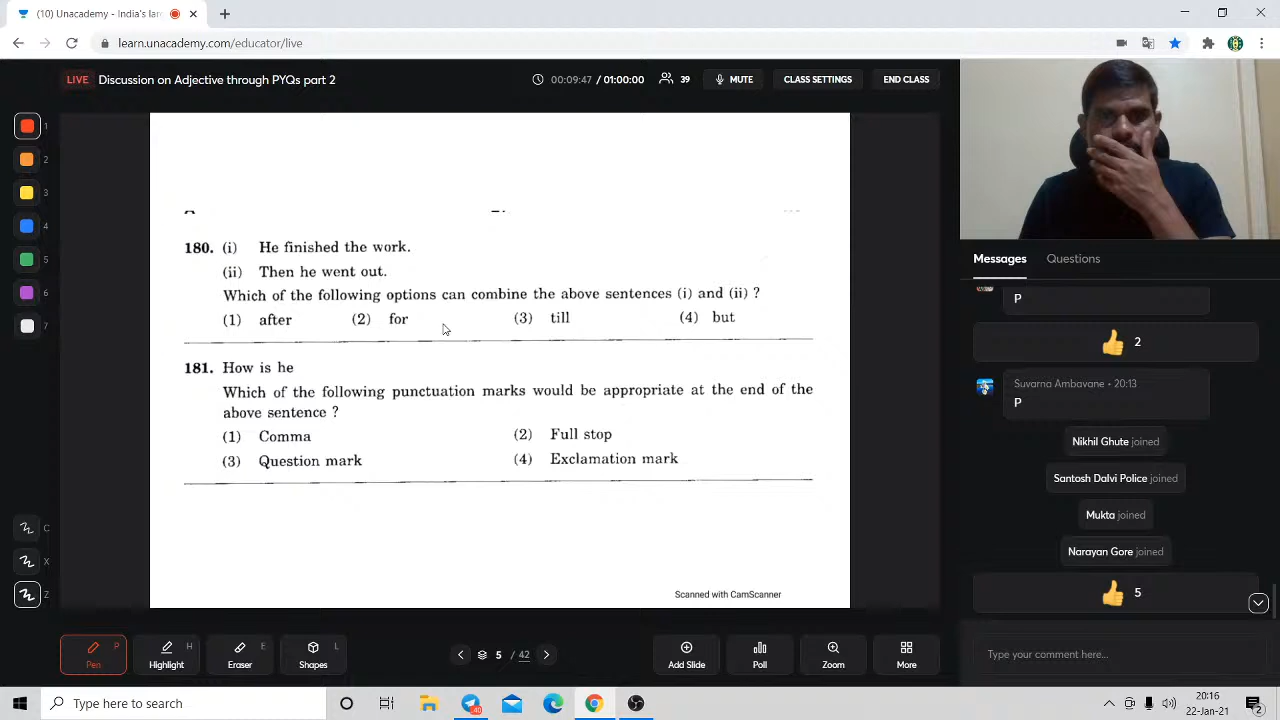 (10) Unacademy - India's lar
learn.unacademy.com/educator/live
LIVE Discussion on Adjective through PYQs part 2
00:09:47 / 01:00:00 39 MUTE CLASS SETTINGS END CLASS
1
2
3
4
5
6
7
C
X
Z
180. (i) He finished the work.
(ii) Then he went out.
Which of the following options can combine the above sentences (i) and (ii) ?
(1) after (2) for (3) till (4) but
181. How is he
Which of the following punctuation marks would be appropriate at the end of the
above sentence ?
(1) Comma (2) Full stop
(3) Question mark (4) Exclamation mark
Scanned with CamScanner
Messages Questions
P
2
Suvarna Ambavane - 20:13
P
Nikhil Ghute joined
Santosh Dalvi Police joined
Mukta joined
Narayan Gore joined
5
Type your comment here...
P H E L
Pen Highlight Eraser Shapes
5 / 42
Add Slide Poll Zoom More
Type here to search
20:16
22-Jan-21